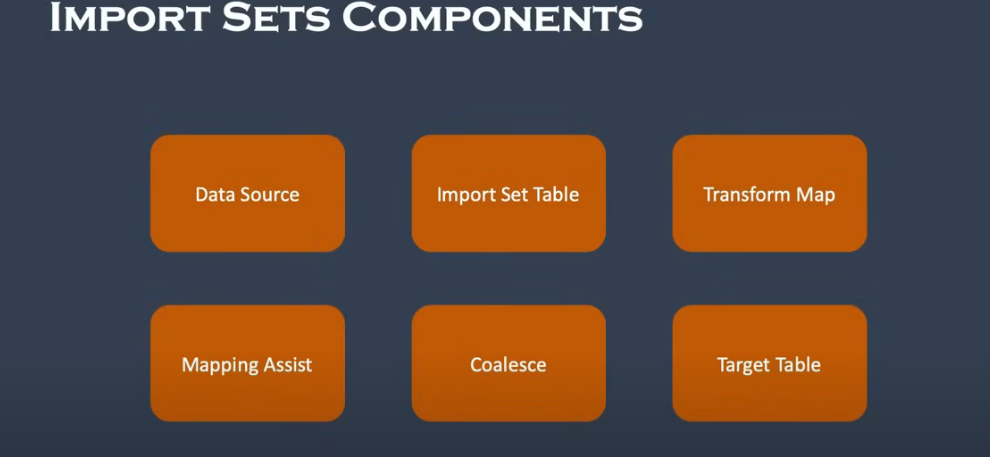 Import Sets Components
Data Source
Import Set Table
Transform Map
Mapping Assist
Coalesce
Target Table